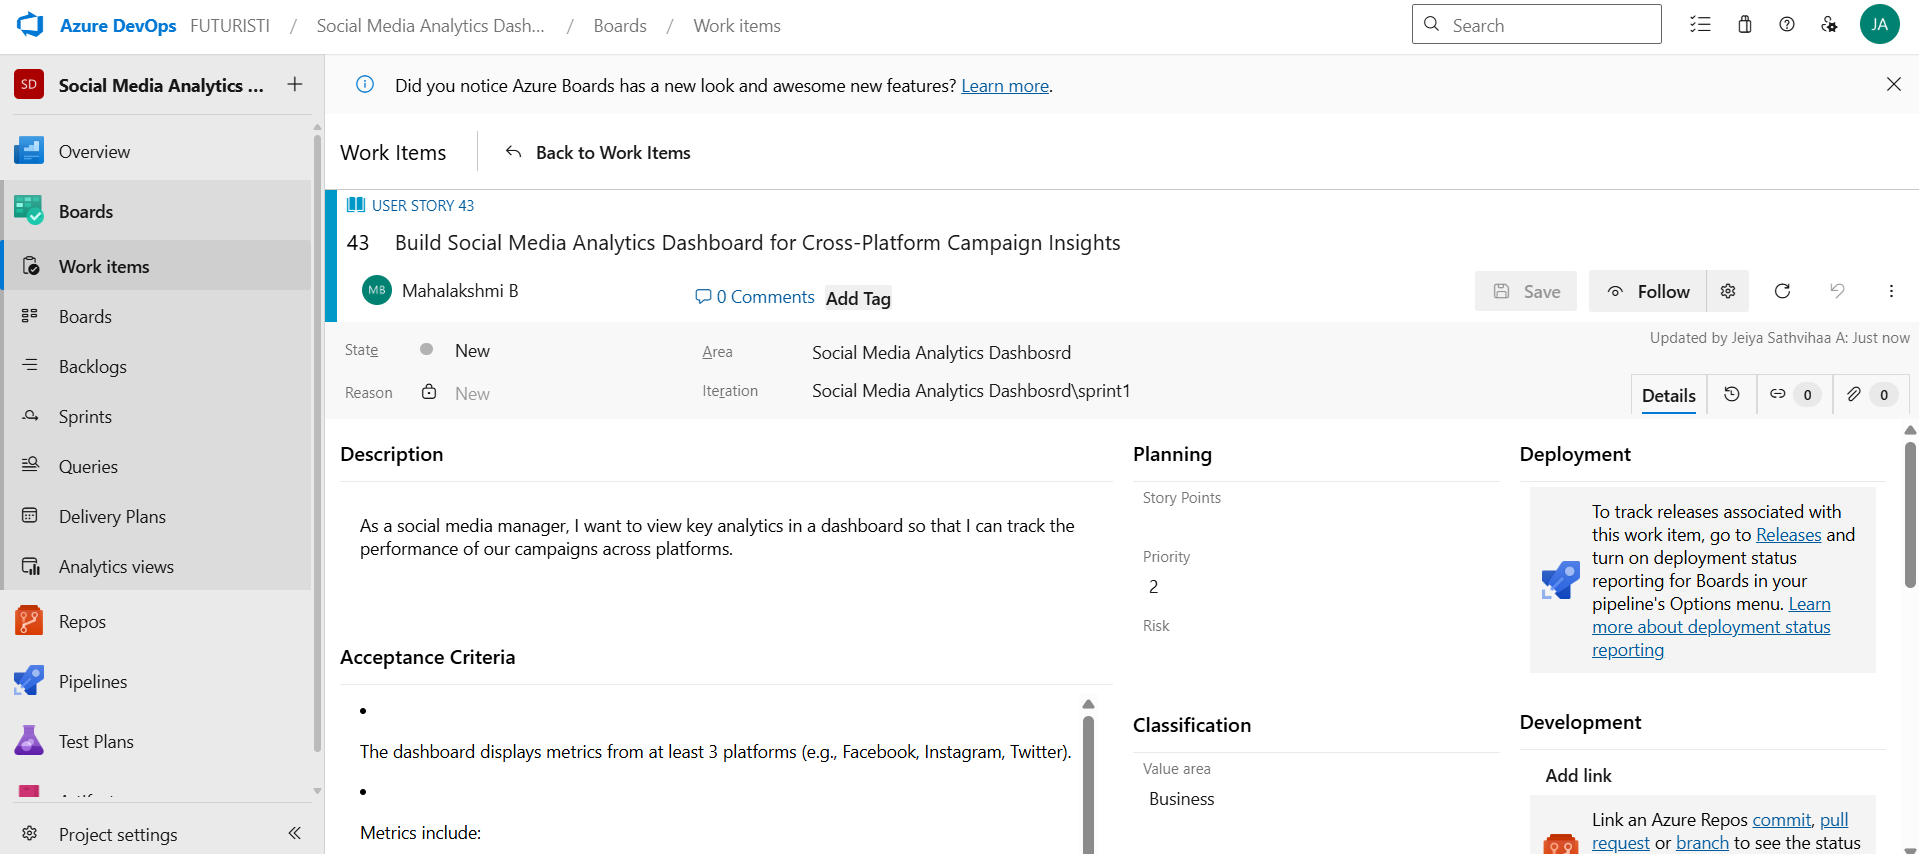 Azure DevOps FUTURISTI / Social Media Analytics Dash... / Boards / Work items
Search
JA
SD Social Media Analytics ...
Overview
Boards
Work items
Boards
Backlogs
Sprints
Queries
Delivery Plans
Analytics views
Repos
Pipelines
Test Plans
Project settings
Did you notice Azure Boards has a new look and awesome new features? Learn more.
Work Items
Back to Work Items
USER STORY 43
43 Build Social Media Analytics Dashboard for Cross-Platform Campaign Insights
MB Mahalakshmi B
0 Comments
Add Tag
Save
Follow
Updated by Jeiya Sathvihaa A: Just now
State New
Reason New
Area Social Media Analytics Dashbosrd
Iteration Social Media Analytics Dashbosrd\sprint1
Details
0
0
Description
As a social media manager, I want to view key analytics in a dashboard so that I can track the
performance of our campaigns across platforms.
Acceptance Criteria
•
The dashboard displays metrics from at least 3 platforms (e.g., Facebook, Instagram, Twitter).
•
Metrics include:
Planning
Story Points
Priority
2
Risk
Classification
Value area
Business
Deployment
To track releases associated with
this work item, go to Releases and
turn on deployment status
reporting for Boards in your
pipeline's Options menu. Learn
more about deployment status
reporting
Development
Add link
Link an Azure Repos commit, pull
request or branch to see the status